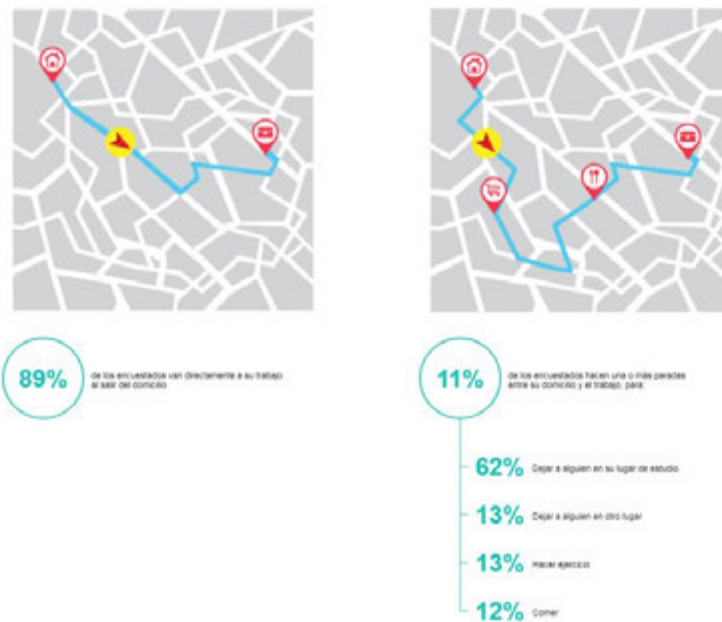 89%
de los encuestados van directamente a su trabajo
al salir del domicilio
11%
de los encuestados hacen una o más paradas
entre su domicilio y el trabajo, para:
62% Dejar a alguien en su lugar de estudio
13% Dejar a alguien en otro lugar
13% Hacer ejercicio
12% Comer